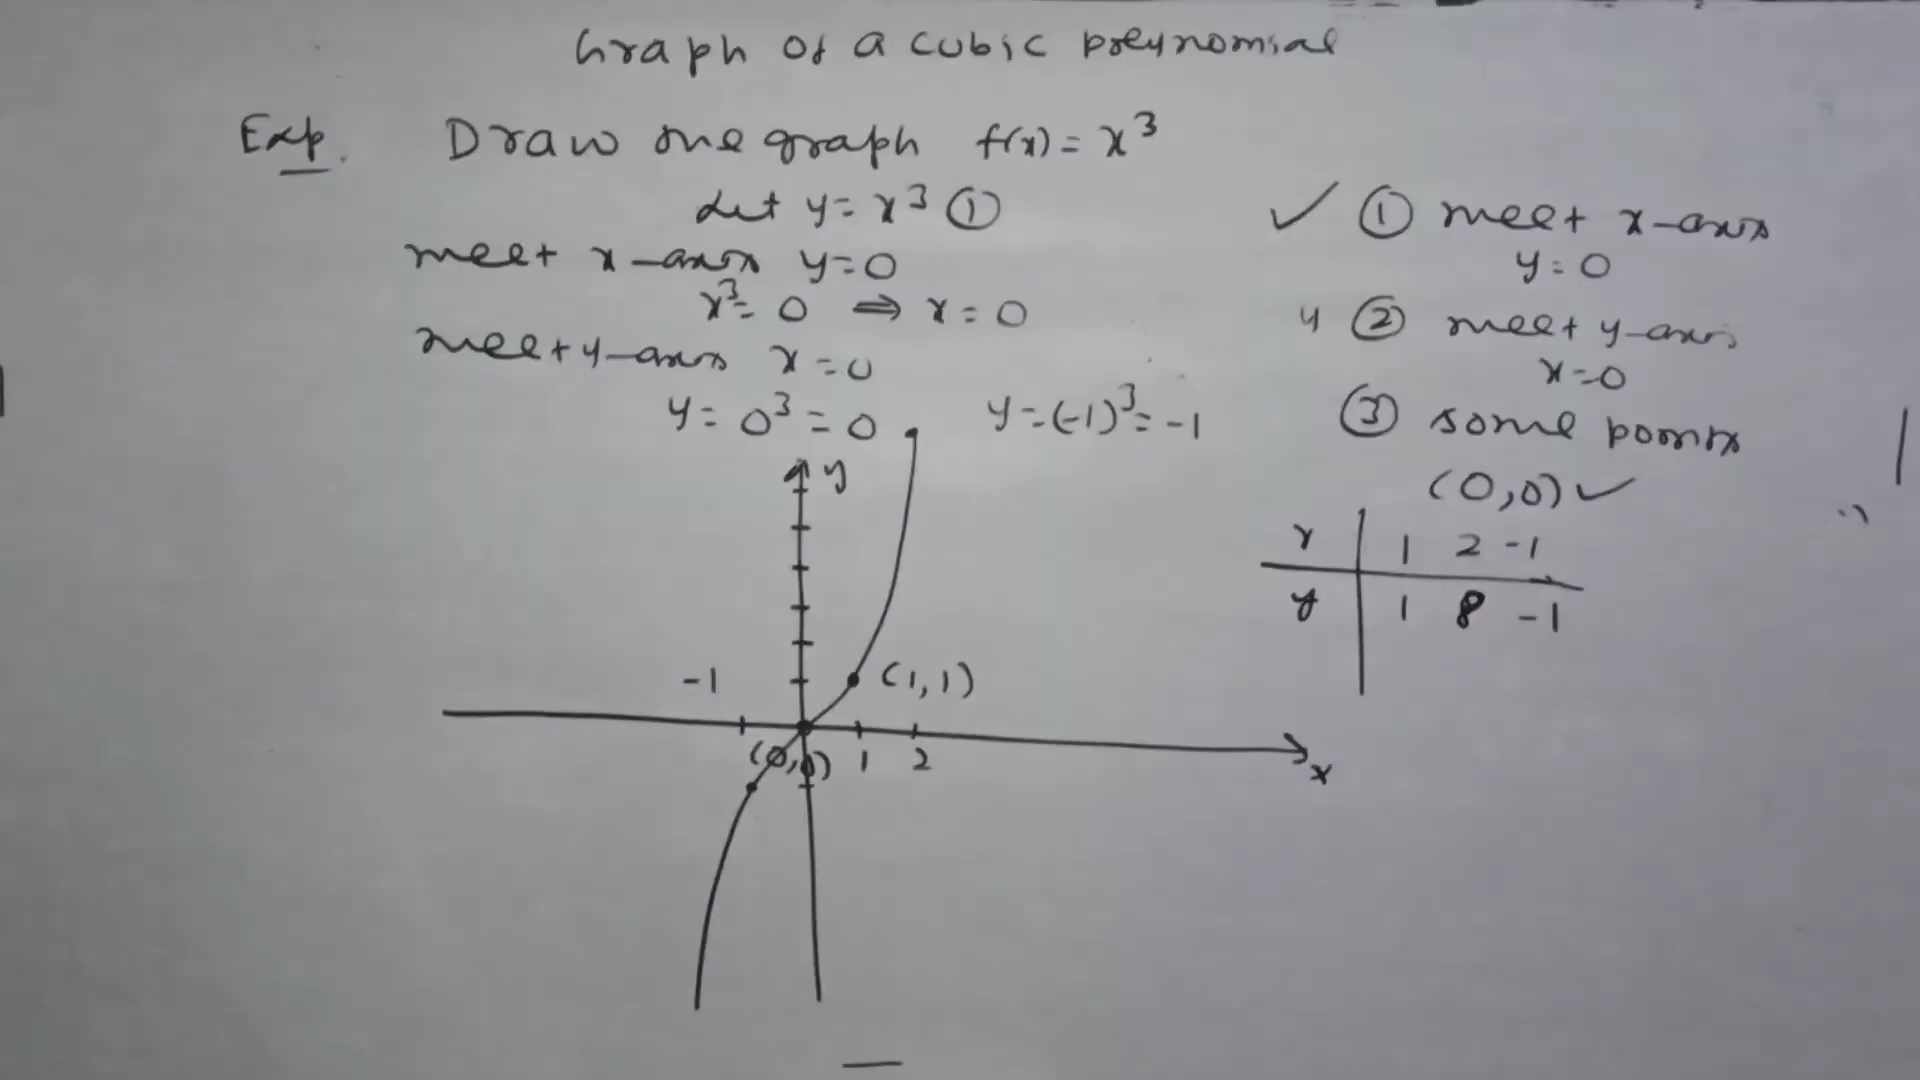 Graph of a cubic polynomial
Exp. Draw the graph f(x) = x³
Let y = x³ ①
meet x-axis y=0
x³= 0 ⇒ x = 0
meet y-axis x = 0
y = 0³ = 0
y = (-1)³ = -1
✓ ① meet x-axis
y = 0
② meet y-axis
x = 0
③ some points
(0,0) ✓
x | 1 2 -1
y | 1 8 -1
y
-1
(1,1)
(0,0) 1 2
x